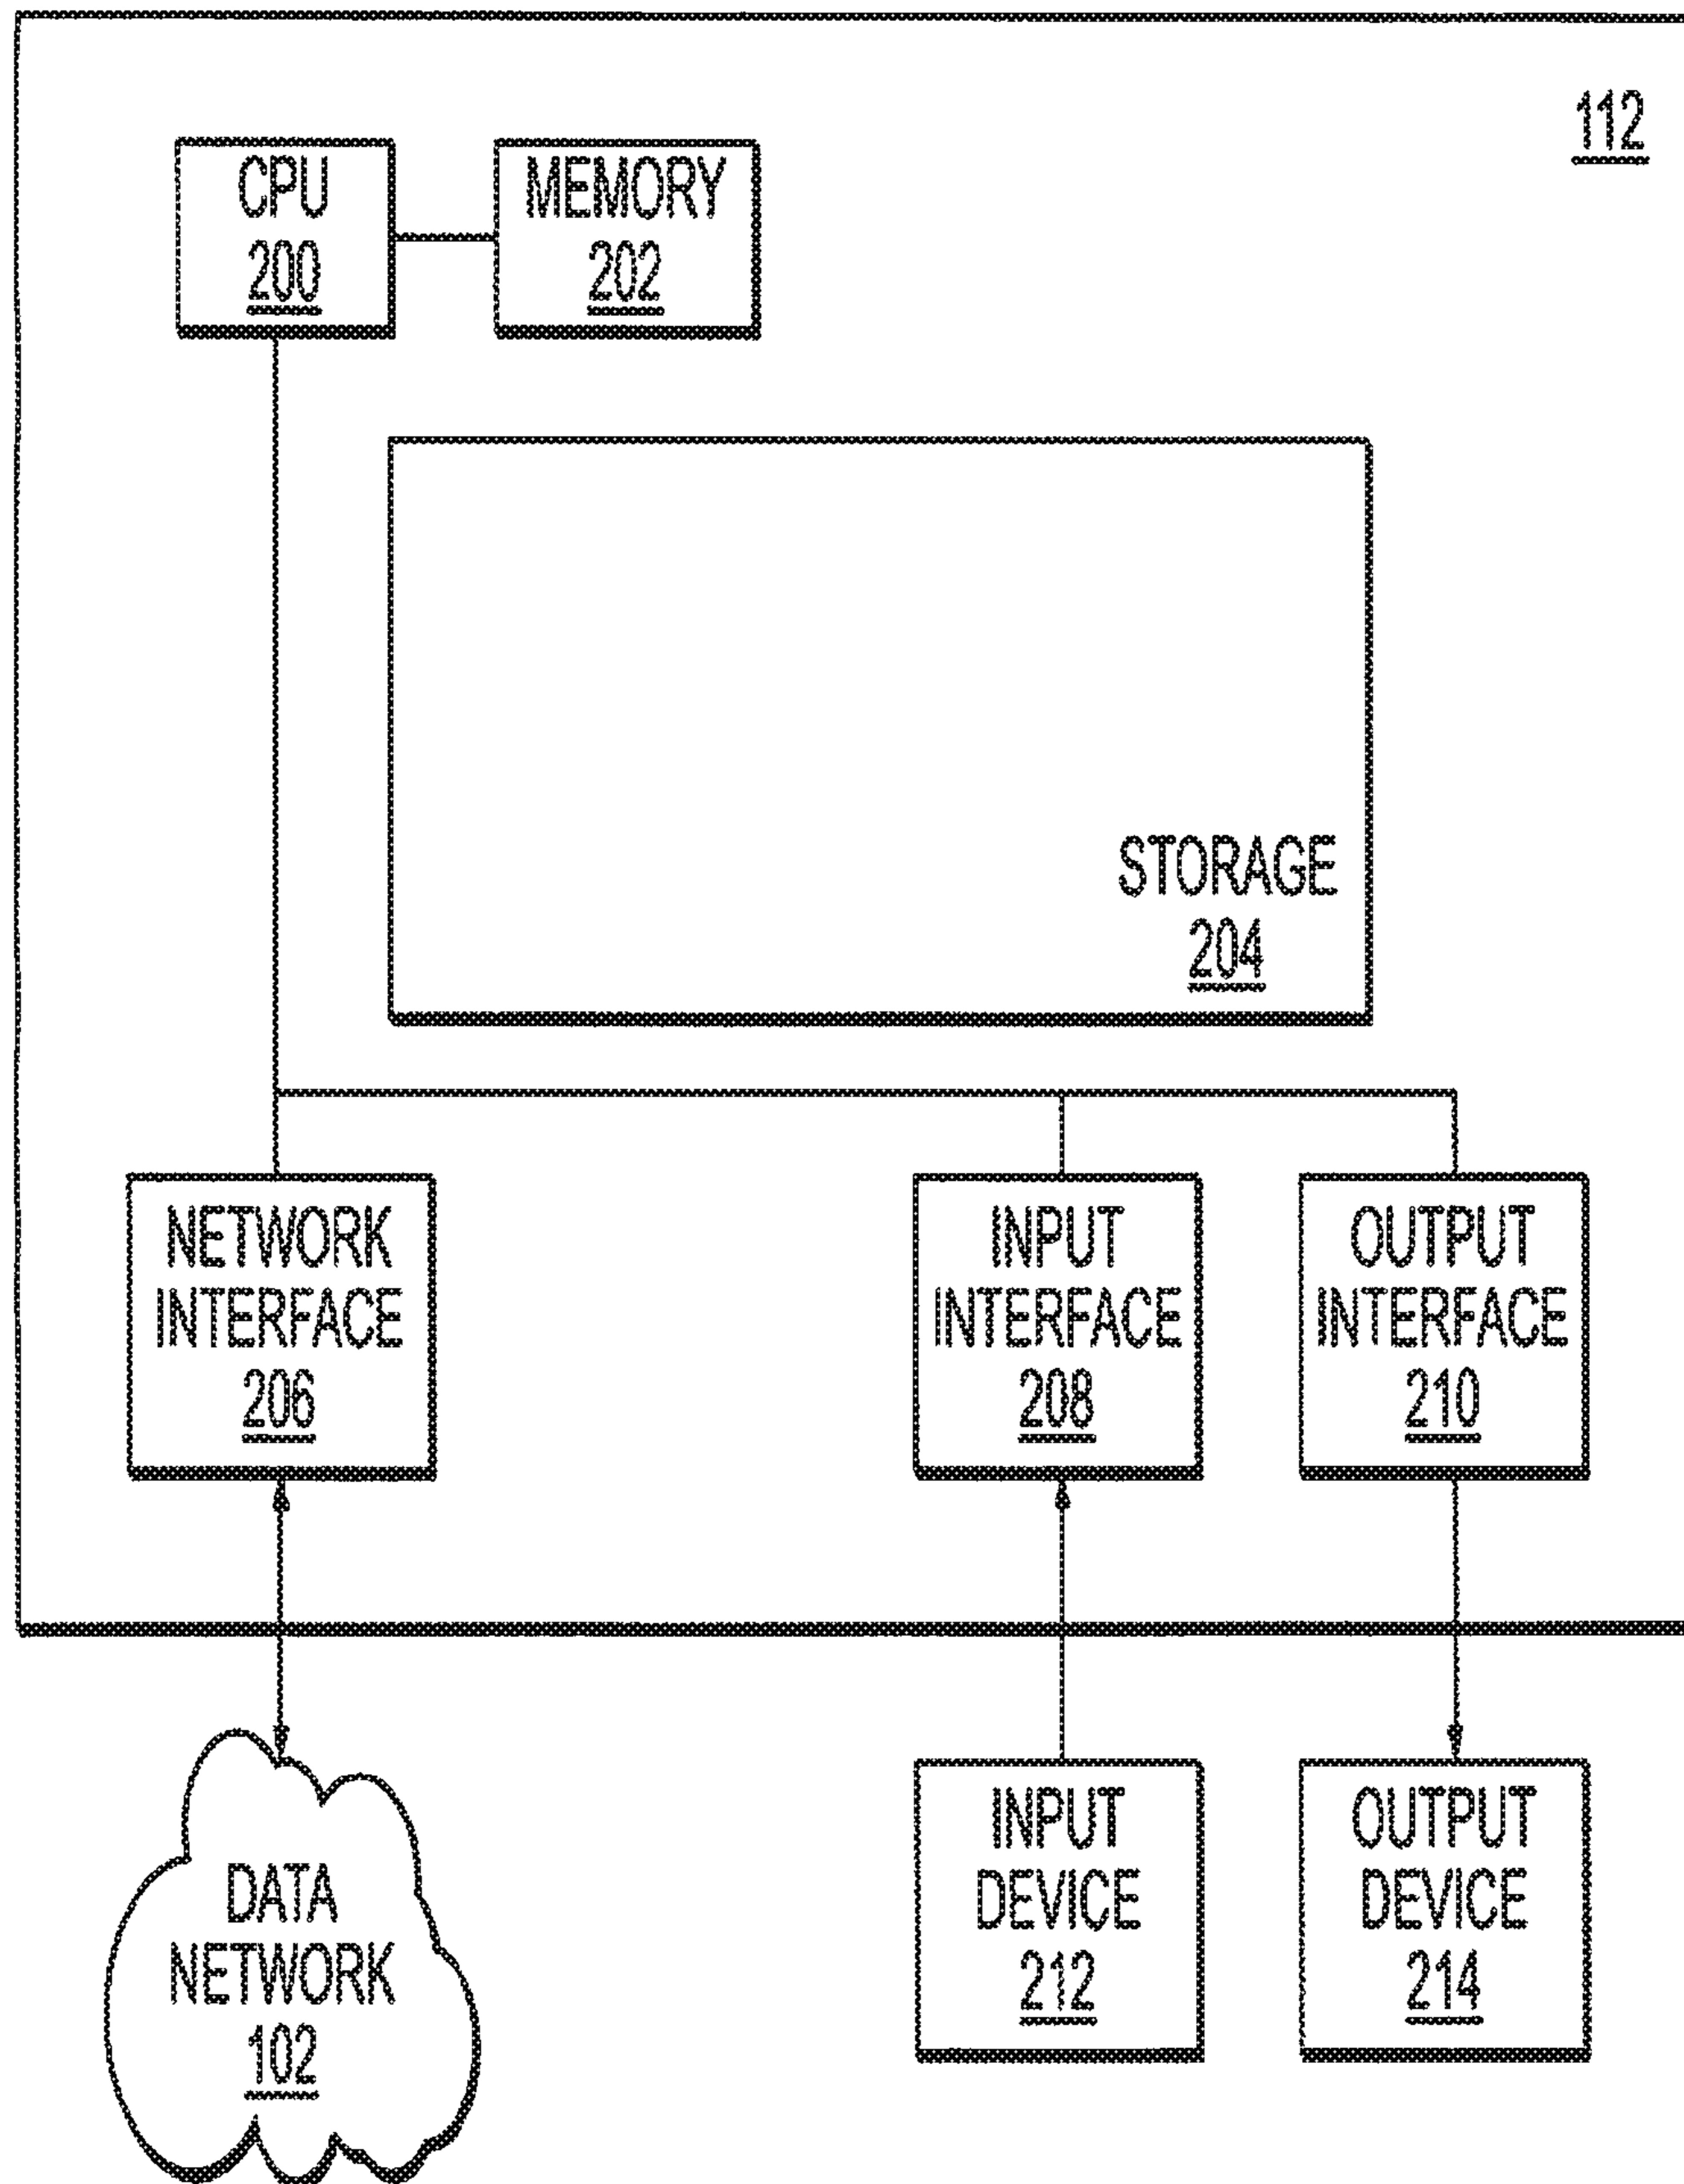 112
CPU
200
MEMORY
202
STORAGE
204
NETWORK
INTERFACE
206
INPUT
INTERFACE
208
OUTPUT
INTERFACE
210
DATA
NETWORK
102
INPUT
DEVICE
212
OUTPUT
DEVICE
214